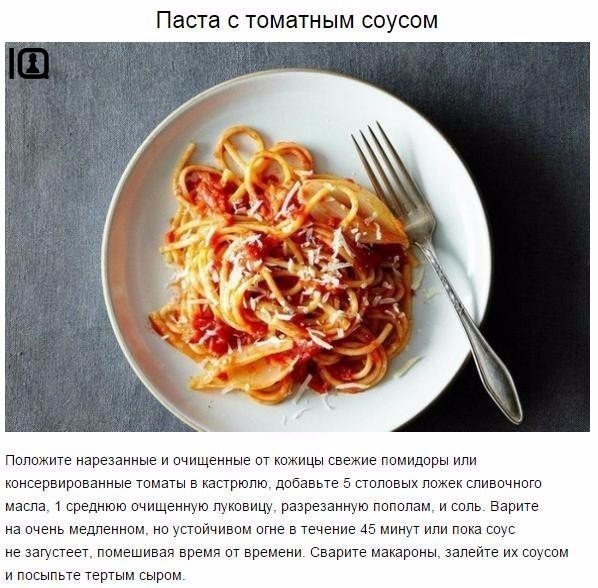 Паста с томатным соусом
IQ
Положите нарезанные и очищенные от кожицы свежие помидоры или
консервированные томаты в кастрюлю, добавьте 5 столовых ложек сливочного
масла, 1 среднюю очищенную луковицу, разрезанную пополам, и соль. Варите
на очень медленном, но устойчивом огне в течение 45 минут или пока соус
не загустеет, помешивая время от времени. Сварите макароны, залейте их соусом
и посыпьте тертым сыром.